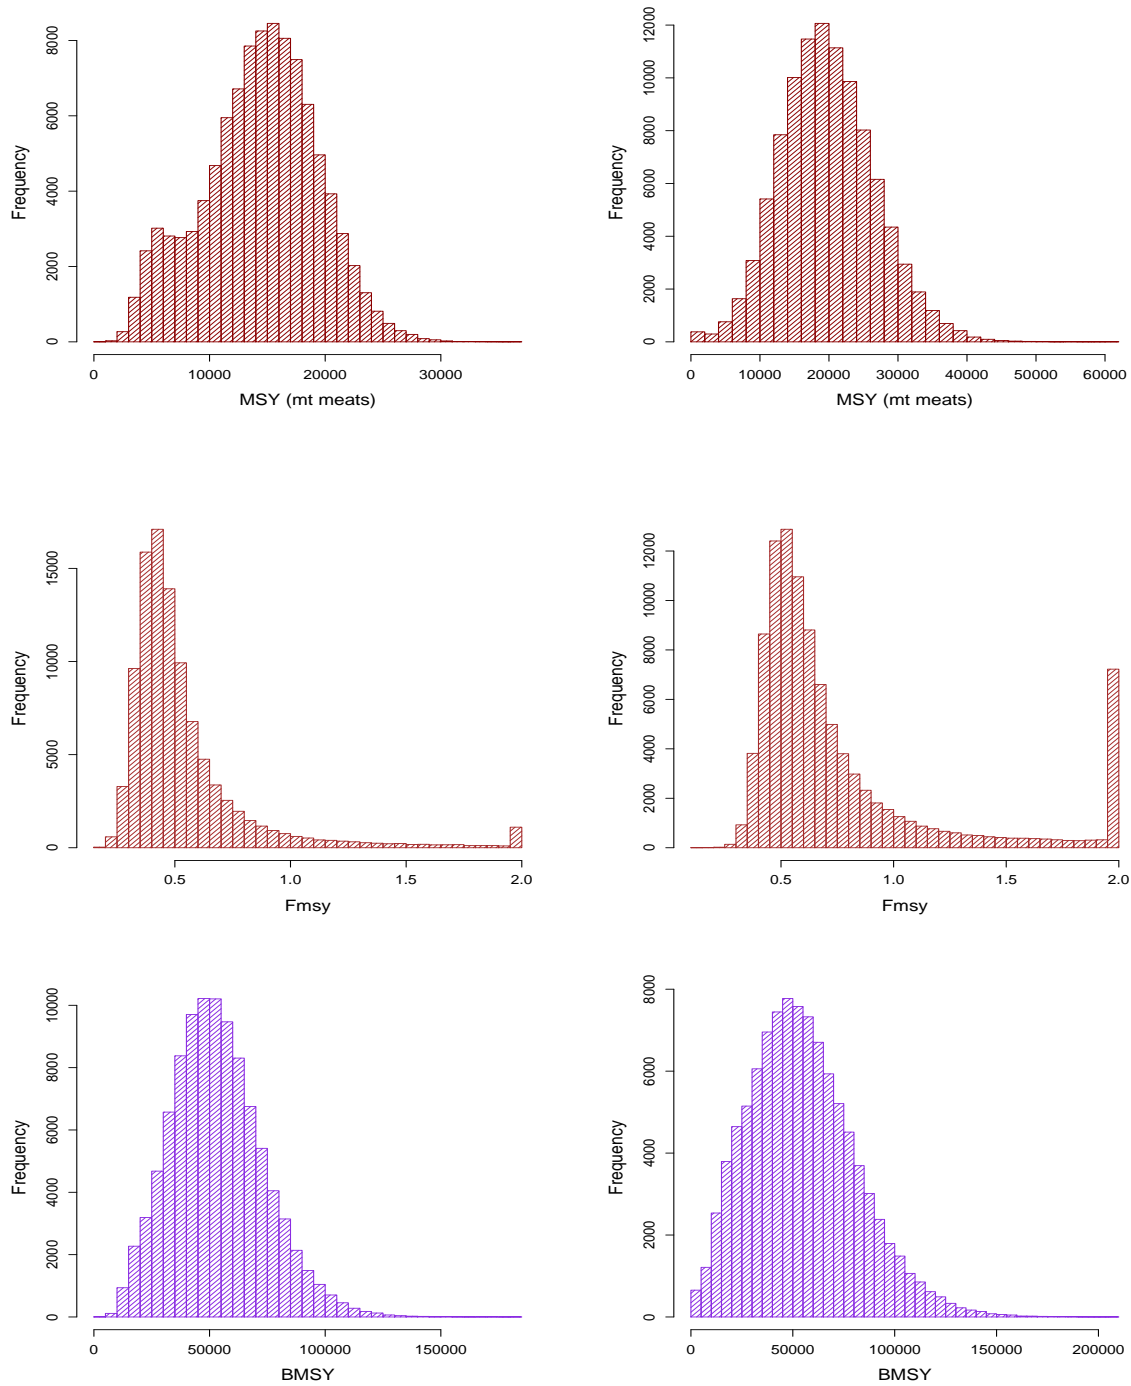 Frequency
0 2000 4000 6000 8000
0 10000 20000 30000
MSY (mt meats)
Frequency
0 2000 4000 6000 8000 10000 12000
0 10000 20000 30000 40000 50000 60000
MSY (mt meats)
Frequency
0 5000 10000 15000
0.5 1.0 1.5 2.0
Fmsy
Frequency
0 2000 4000 6000 8000 10000 12000
0.5 1.0 1.5 2.0
Fmsy
Frequency
0 2000 4000 6000 8000 10000
0 50000 100000 150000
BMSY
Frequency
0 2000 4000 6000 8000
0 50000 100000 150000 200000
BMSY